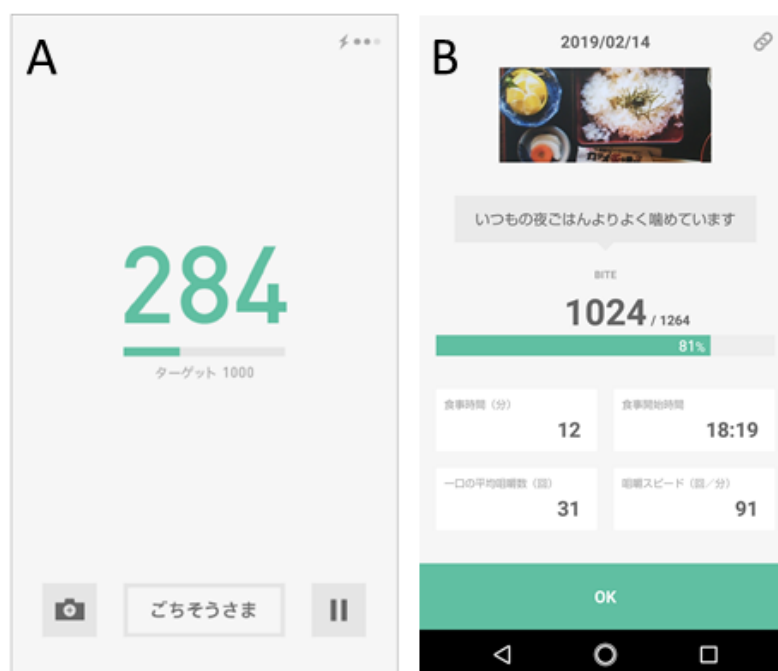 A
284
ターゲット 1000
ごちそうさま
B
2019/02/14
いつもの夜ごはんよりよく噛めています
BITE
1024 / 1264
81%
食事時間（分）
12
食事開始時間
18:19
一口の平均咀嚼数（回）
31
咀嚼スピード（回／分）
91
OK